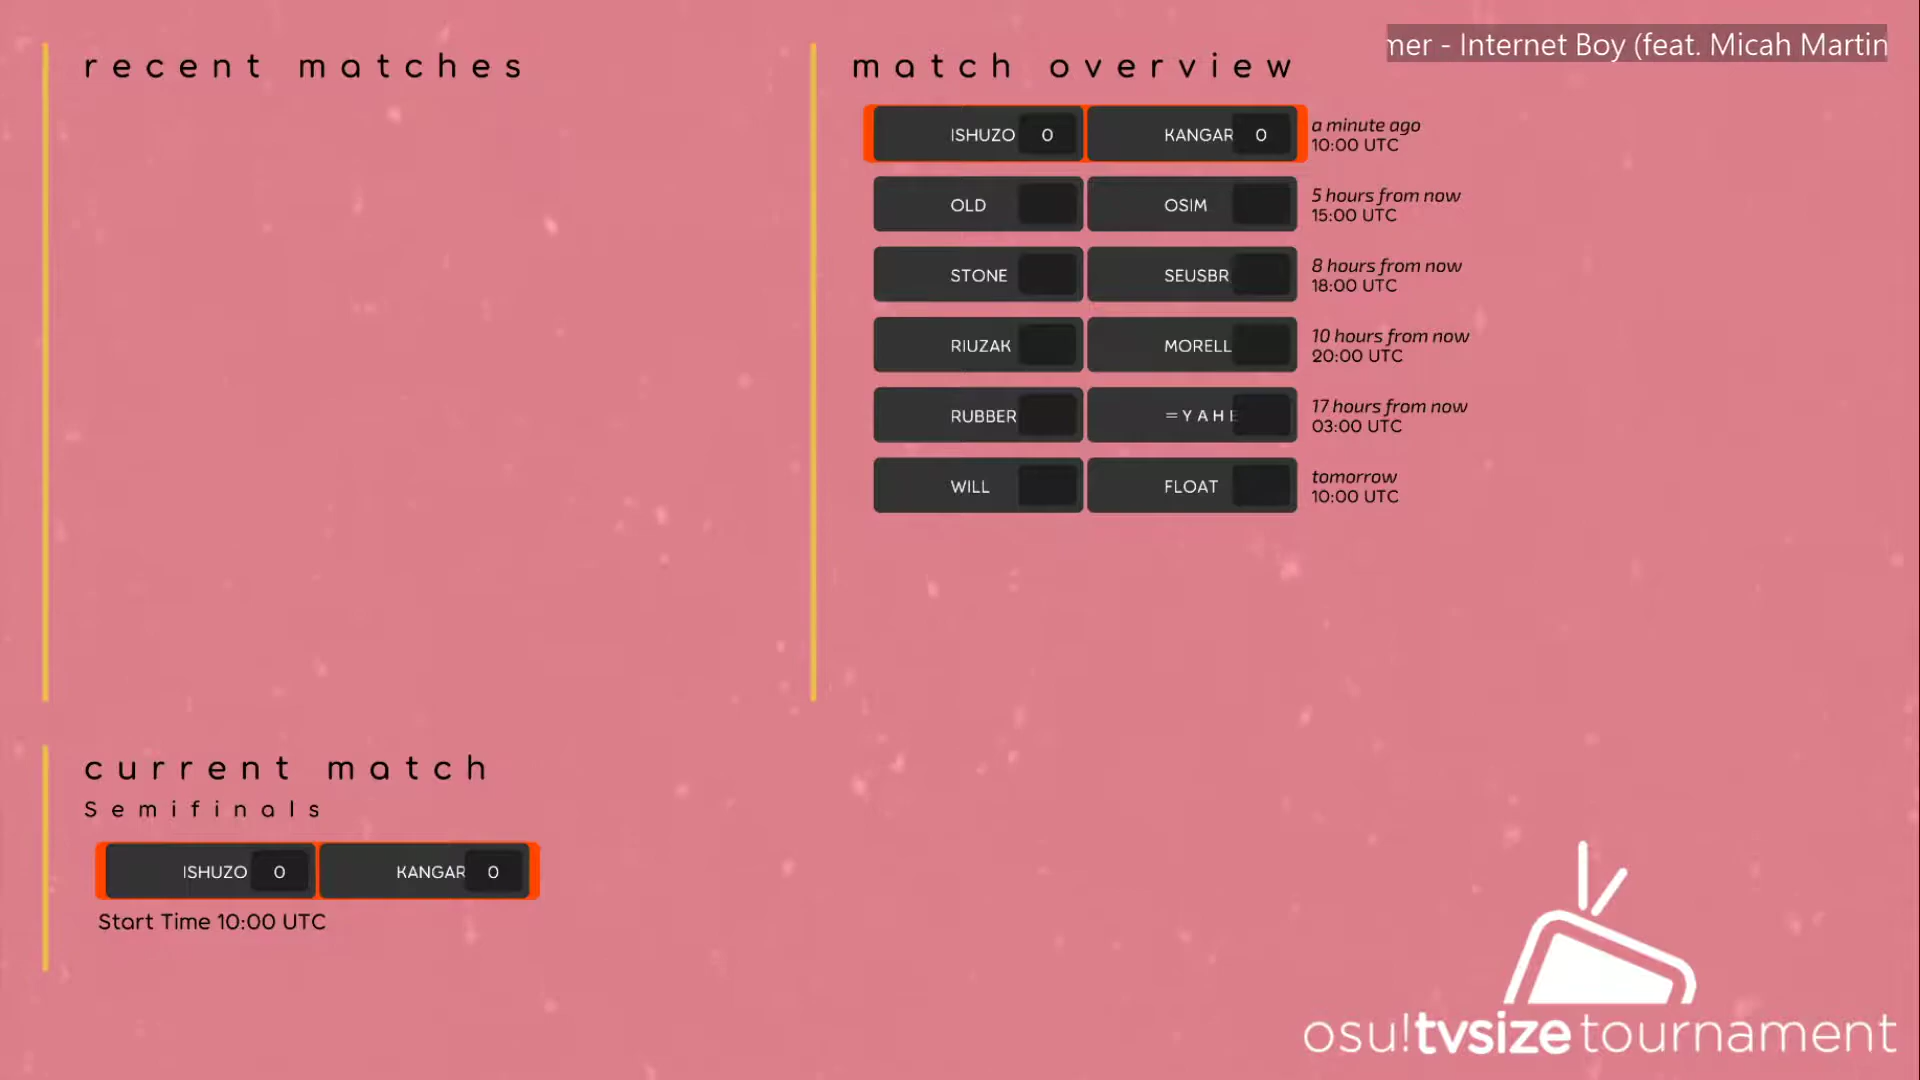 recent matches
match overview
mer - Internet Boy (feat. Micah Martin
ISHUZO 0 KANGAR 0 a minute ago
10:00 UTC
OLD OSIM 5 hours from now
15:00 UTC
STONE SEUSBR 8 hours from now
18:00 UTC
RIUZAK MORELL 10 hours from now
20:00 UTC
RUBBER =YAHE 17 hours from now
03:00 UTC
WILL FLOAT tomorrow
10:00 UTC
current match
Semifinals
ISHUZO 0 KANGAR 0
Start Time 10:00 UTC
osu!tvsizetournament